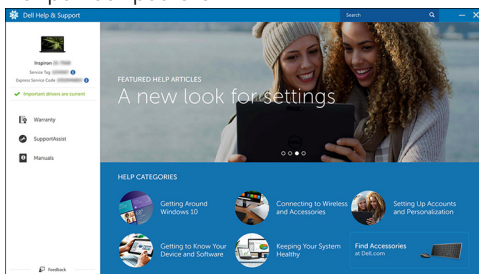 Dell Help & Support
Search
Inspiron
Service Tag
Express Service Code
Important drivers are current
Warranty
SupportAssist
Manuals
Feedback
FEATURED HELP ARTICLES
A new look for settings
HELP CATEGORIES
Getting Around
Windows 10
Connecting to Wireless
and Accessories
Setting Up Accounts
and Personalization
Getting to Know Your
Device and Software
Keeping Your System
Healthy
Find Accessories
at Dell.com